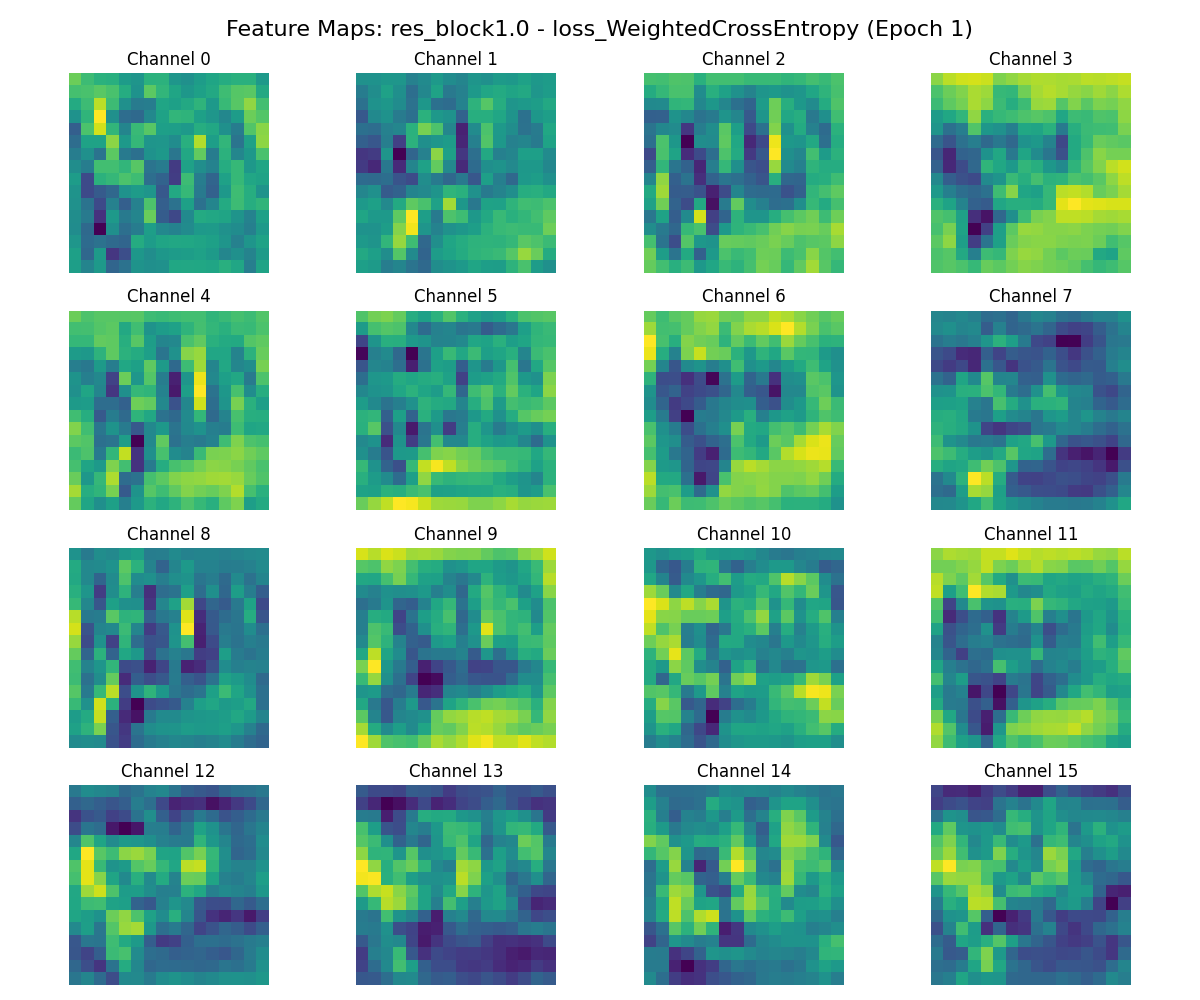 Feature Maps: res_block1.0 - loss_WeightedCrossEntropy (Epoch 1)
Channel 0 Channel 1 Channel 2 Channel 3
Channel 4 Channel 5 Channel 6 Channel 7
Channel 8 Channel 9 Channel 10 Channel 11
Channel 12 Channel 13 Channel 14 Channel 15